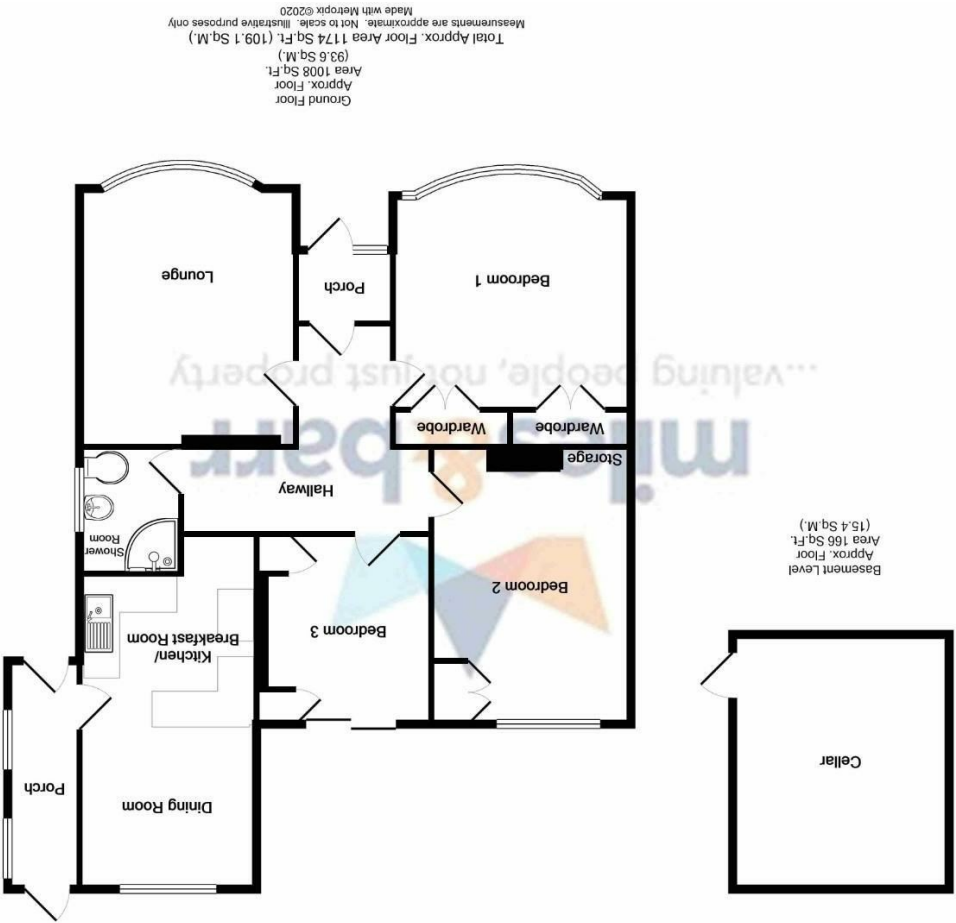 Cellar
Basement Level
Approx. Floor
Area 166 Sq.Ft.
(15.4 Sq.M.)
Dining Room
Porch
Kitchen/
Breakfast Room
Bedroom 3
Bedroom 2
Shower
Room
Hallway
Storage
Wardrobe
Wardrobe
miles&barr
...valuing people, not just property
Bedroom 1
Porch
Lounge
Ground Floor
Approx. Floor
Area 1008 Sq.Ft.
(93.6 Sq.M.)
Total Approx. Floor Area 1174 Sq.Ft. (109.1 Sq.M.)
Measurements are approximate. Not to scale. Illustrative purposes only
Made with Metropix ©2020